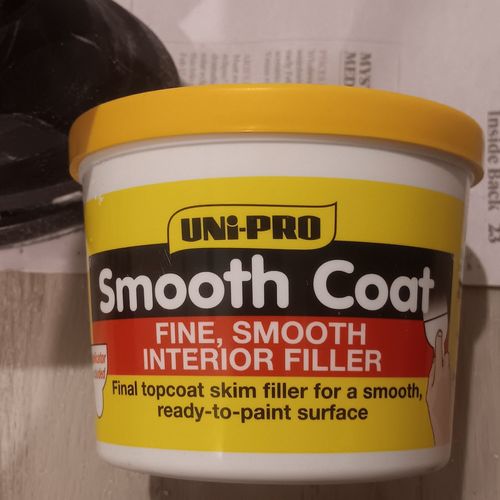 UNi-PRO
Smooth Coat
FINE, SMOOTH
INTERIOR FILLER
Final topcoat skim filler for a smooth,
ready-to-paint surface
Inside Back 23